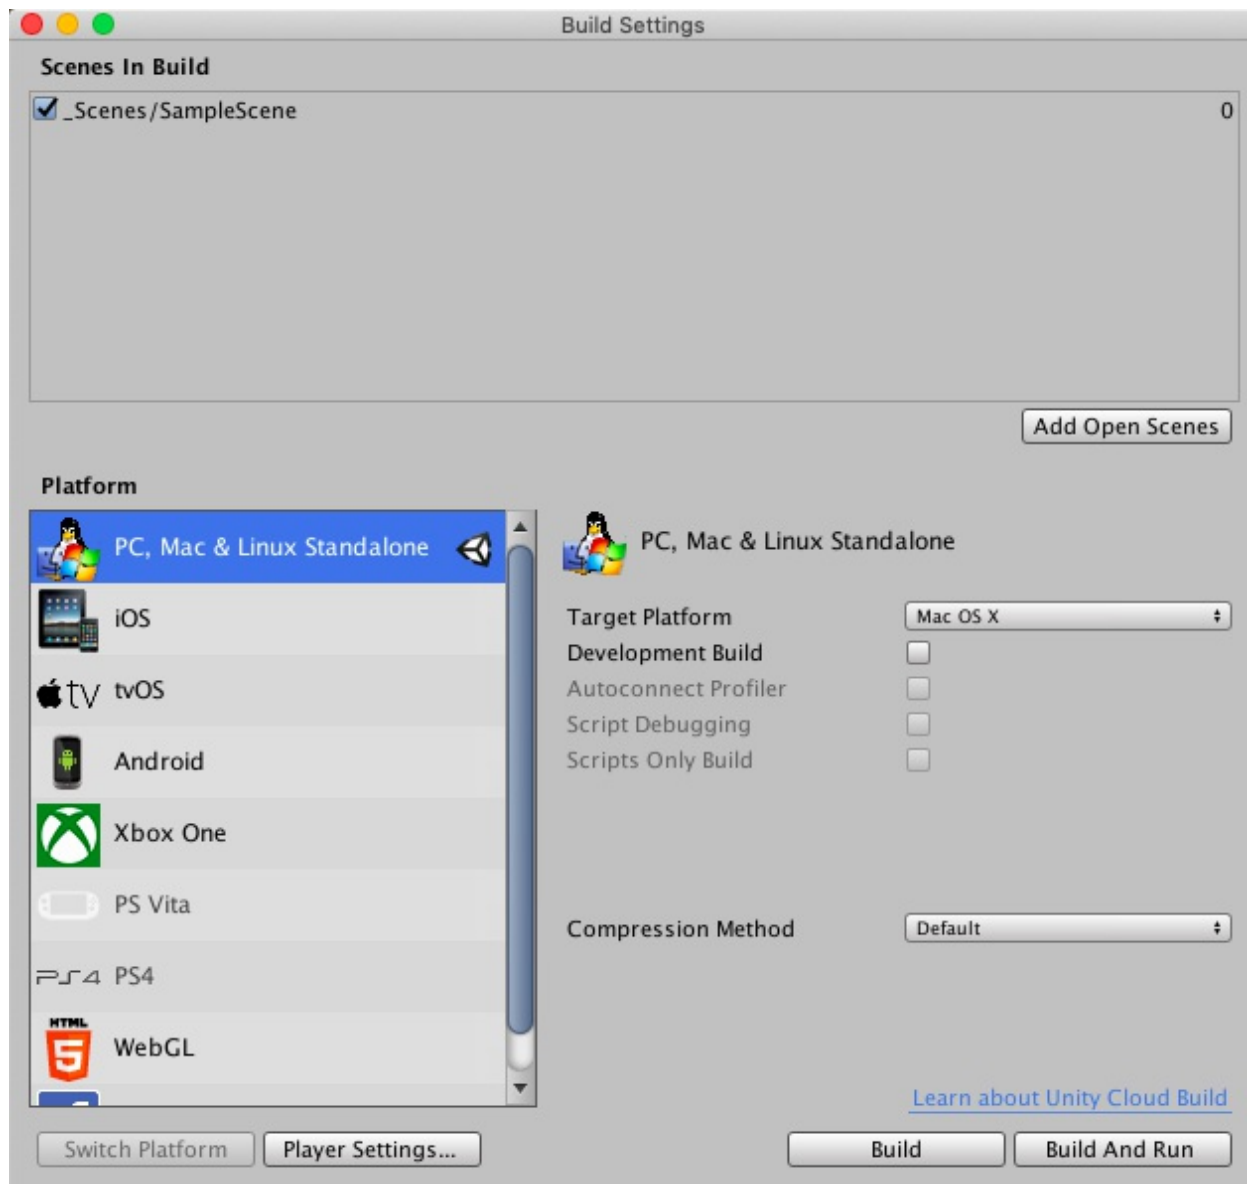 Build Settings
Scenes In Build
_Scenes/SampleScene 0
Add Open Scenes
Platform
PC, Mac & Linux Standalone
iOS
tv tvOS
Android
Xbox One
PS Vita
PS4 PS4
HTML
5 WebGL
PC, Mac & Linux Standalone
Target Platform Mac OS X
Development Build
Autoconnect Profiler
Script Debugging
Scripts Only Build
Compression Method Default
Learn about Unity Cloud Build
Switch Platform Player Settings... Build Build And Run